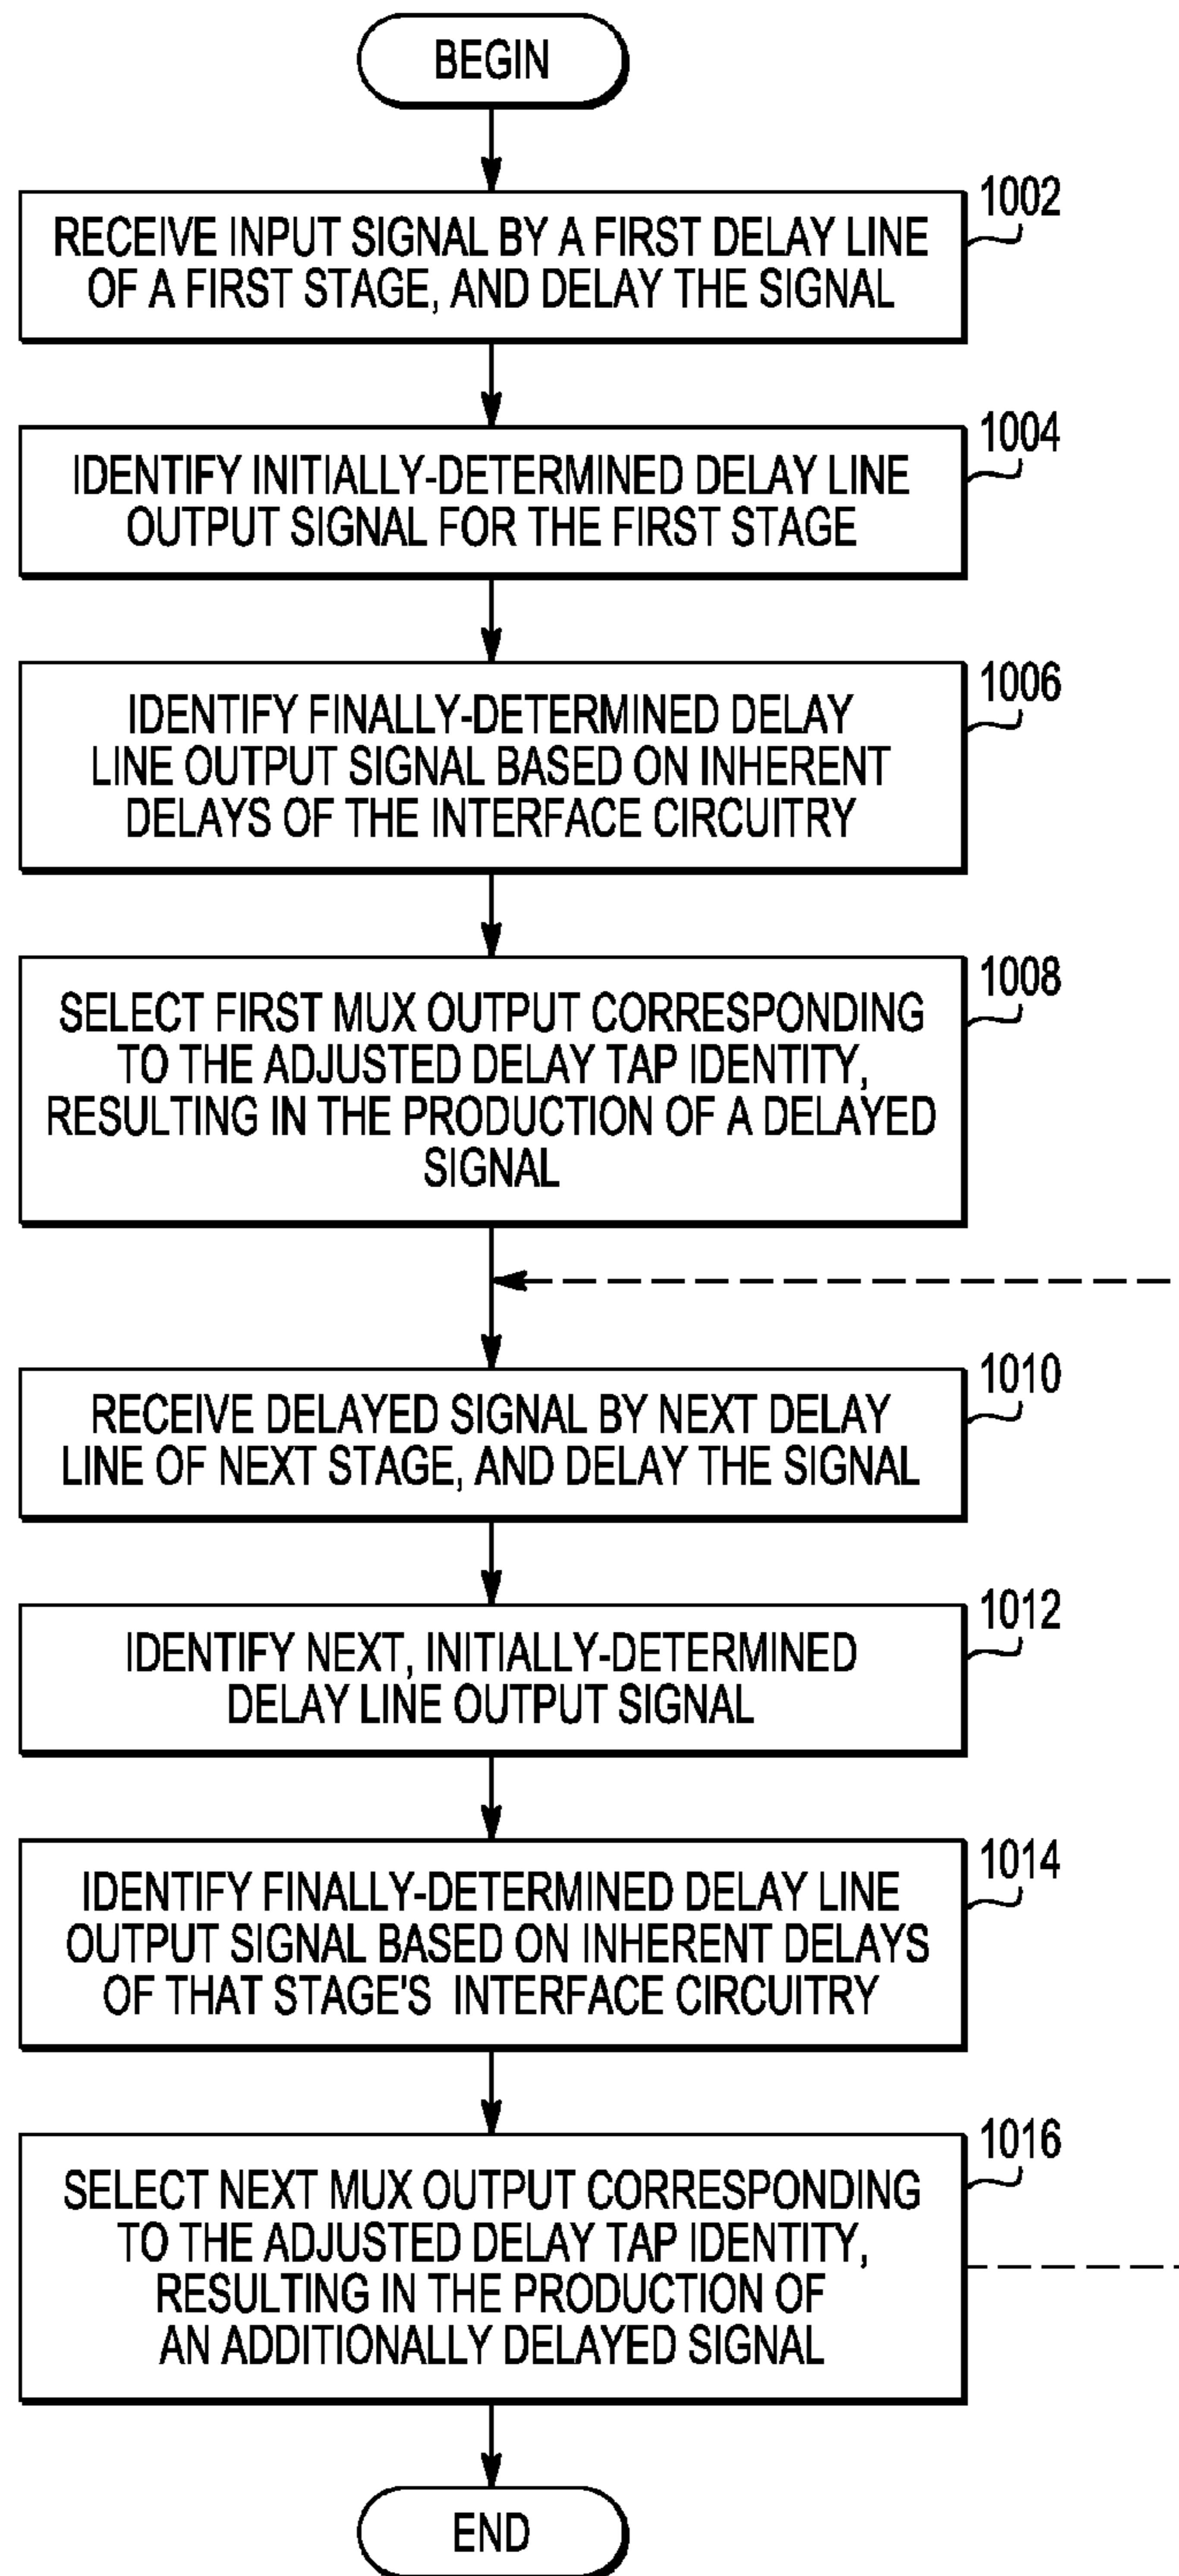 BEGIN
1002
RECEIVE INPUT SIGNAL BY A FIRST DELAY LINE
OF A FIRST STAGE, AND DELAY THE SIGNAL
1004
IDENTIFY INITIALLY-DETERMINED DELAY LINE
OUTPUT SIGNAL FOR THE FIRST STAGE
1006
IDENTIFY FINALLY-DETERMINED DELAY
LINE OUTPUT SIGNAL BASED ON INHERENT
DELAYS OF THE INTERFACE CIRCUITRY
1008
SELECT FIRST MUX OUTPUT CORRESPONDING
TO THE ADJUSTED DELAY TAP IDENTITY,
RESULTING IN THE PRODUCTION OF A DELAYED
SIGNAL
1010
RECEIVE DELAYED SIGNAL BY NEXT DELAY
LINE OF NEXT STAGE, AND DELAY THE SIGNAL
1012
IDENTIFY NEXT, INITIALLY-DETERMINED
DELAY LINE OUTPUT SIGNAL
1014
IDENTIFY FINALLY-DETERMINED DELAY LINE
OUTPUT SIGNAL BASED ON INHERENT DELAYS
OF THAT STAGE'S INTERFACE CIRCUITRY
1016
SELECT NEXT MUX OUTPUT CORRESPONDING
TO THE ADJUSTED DELAY TAP IDENTITY,
RESULTING IN THE PRODUCTION OF
AN ADDITIONALLY DELAYED SIGNAL
END